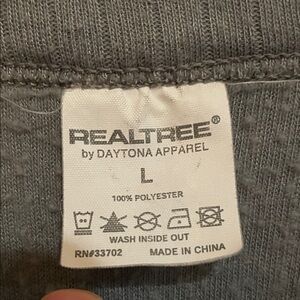 REALTREE®
by DAYTONA APPAREL
L
100% POLYESTER
WASH INSIDE OUT
RN#33702 MADE IN CHINA